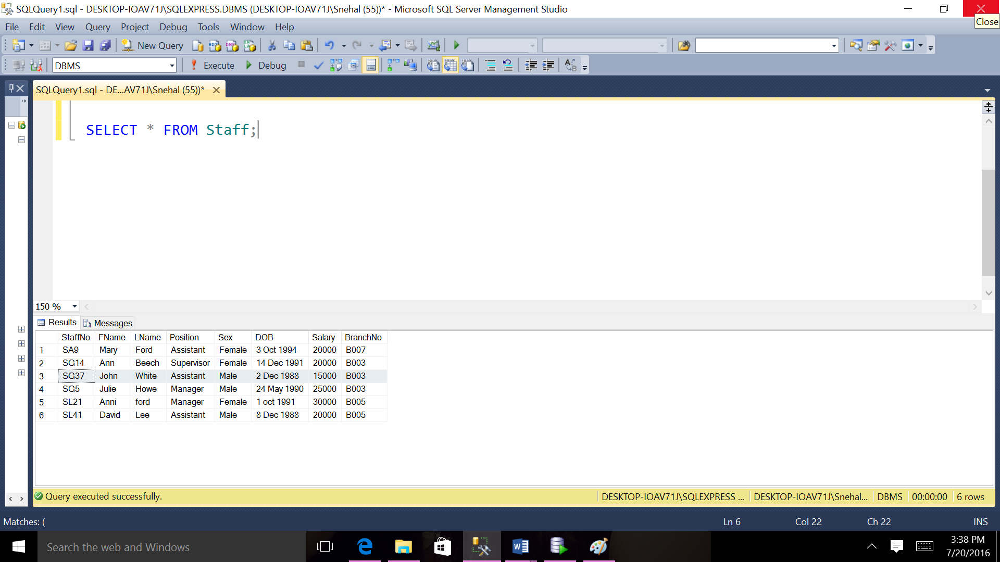 SQLQuery1.sql - DESKTOP-IOAV71J\SQLEXPRESS.DBMS (DESKTOP-IOAV71J\Snehal (55))* - Microsoft SQL Server Management Studio
Close
File Edit View Query Project Debug Tools Window Help
New Query
DBMS Execute Debug
SQLQuery1.sql - DE...AV71J\Snehal (55))*
SELECT * FROM Staff;
150 %
Results Messages
StaffNo FName LName Position Sex DOB Salary BranchNo
1 SA9 Mary Ford Assistant Female 3 Oct 1994 20000 B007
2 SG14 Ann Beech Supervisor Female 14 Dec 1991 20000 B003
3 SG37 John White Assistant Male 2 Dec 1988 15000 B003
4 SG5 Julie Howe Manager Male 24 May 1990 25000 B003
5 SL21 Anni ford Manager Female 1 oct 1991 30000 B005
6 SL41 David Lee Assistant Male 8 Dec 1988 20000 B005
Query executed successfully. DESKTOP-IOAV71J\SQLEXPRESS ... DESKTOP-IOAV71J\Snehal... DBMS 00:00:00 6 rows
Matches: ( Ln 6 Col 22 Ch 22 INS
Search the web and Windows
3:38 PM
7/20/2016